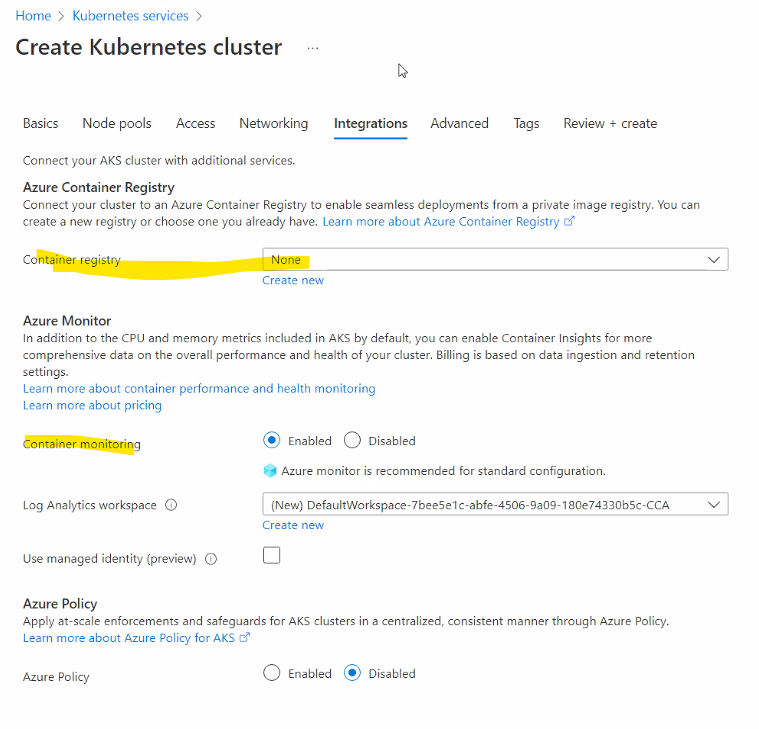 Home > Kubernetes services >
Create Kubernetes cluster ...
Basics Node pools Access Networking Integrations Advanced Tags Review + create
Connect your AKS cluster with additional services.
Azure Container Registry
Connect your cluster to an Azure Container Registry to enable seamless deployments from a private image registry. You can
create a new registry or choose one you already have. Learn more about Azure Container Registry
Container registry None
Create new
Azure Monitor
In addition to the CPU and memory metrics included in AKS by default, you can enable Container Insights for more
comprehensive data on the overall performance and health of your cluster. Billing is based on data ingestion and retention
settings.
Learn more about container performance and health monitoring
Learn more about pricing
Container monitoring Enabled Disabled
Azure monitor is recommended for standard configuration.
Log Analytics workspace (New) DefaultWorkspace-7bee5e1c-abfe-4506-9a09-180e74330b5c-CCA
Create new
Use managed identity (preview)
Azure Policy
Apply at-scale enforcements and safeguards for AKS clusters in a centralized, consistent manner through Azure Policy.
Learn more about Azure Policy for AKS
Azure Policy Enabled Disabled